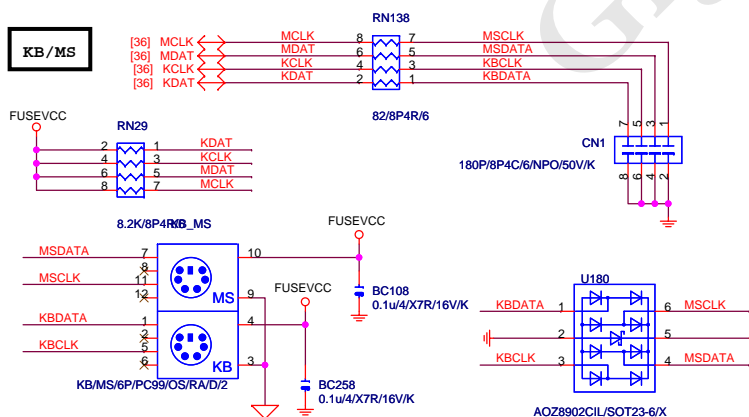 KB/MS
RN138
[36] MCLK MCLK 8 7 MSCLK
[36] MDAT MDAT 6 5 MSDATA
[36] KCLK KCLK 4 3 KBCLK
[36] KDAT KDAT 2 1 KBDATA
82/8P4R/6
7 5 3 1
CN1
180P/8P4C/6/NPO/50V/K
8 6 4 2
FUSEVCC
RN29
2 1 KDAT
4 3 KCLK
6 5 MDAT
8 7 MCLK
8.2K/8P4R/6
KB_MS
FUSEVCC
MSDATA 7 10
8
MSCLK 11
12 MS 9
BC108
0.1u/4/X7R/16V/K
FUSEVCC
KBDATA 1 4
2
KBCLK 5
6 KB 3
KB/MS/6P/PC99/OS/RA/D/2
BC258
0.1u/4/X7R/16V/K
U180
KBDATA 1 6 MSCLK
2 5
KBCLK 3 4 MSDATA
AOZ8902CIL/SOT23-6/X